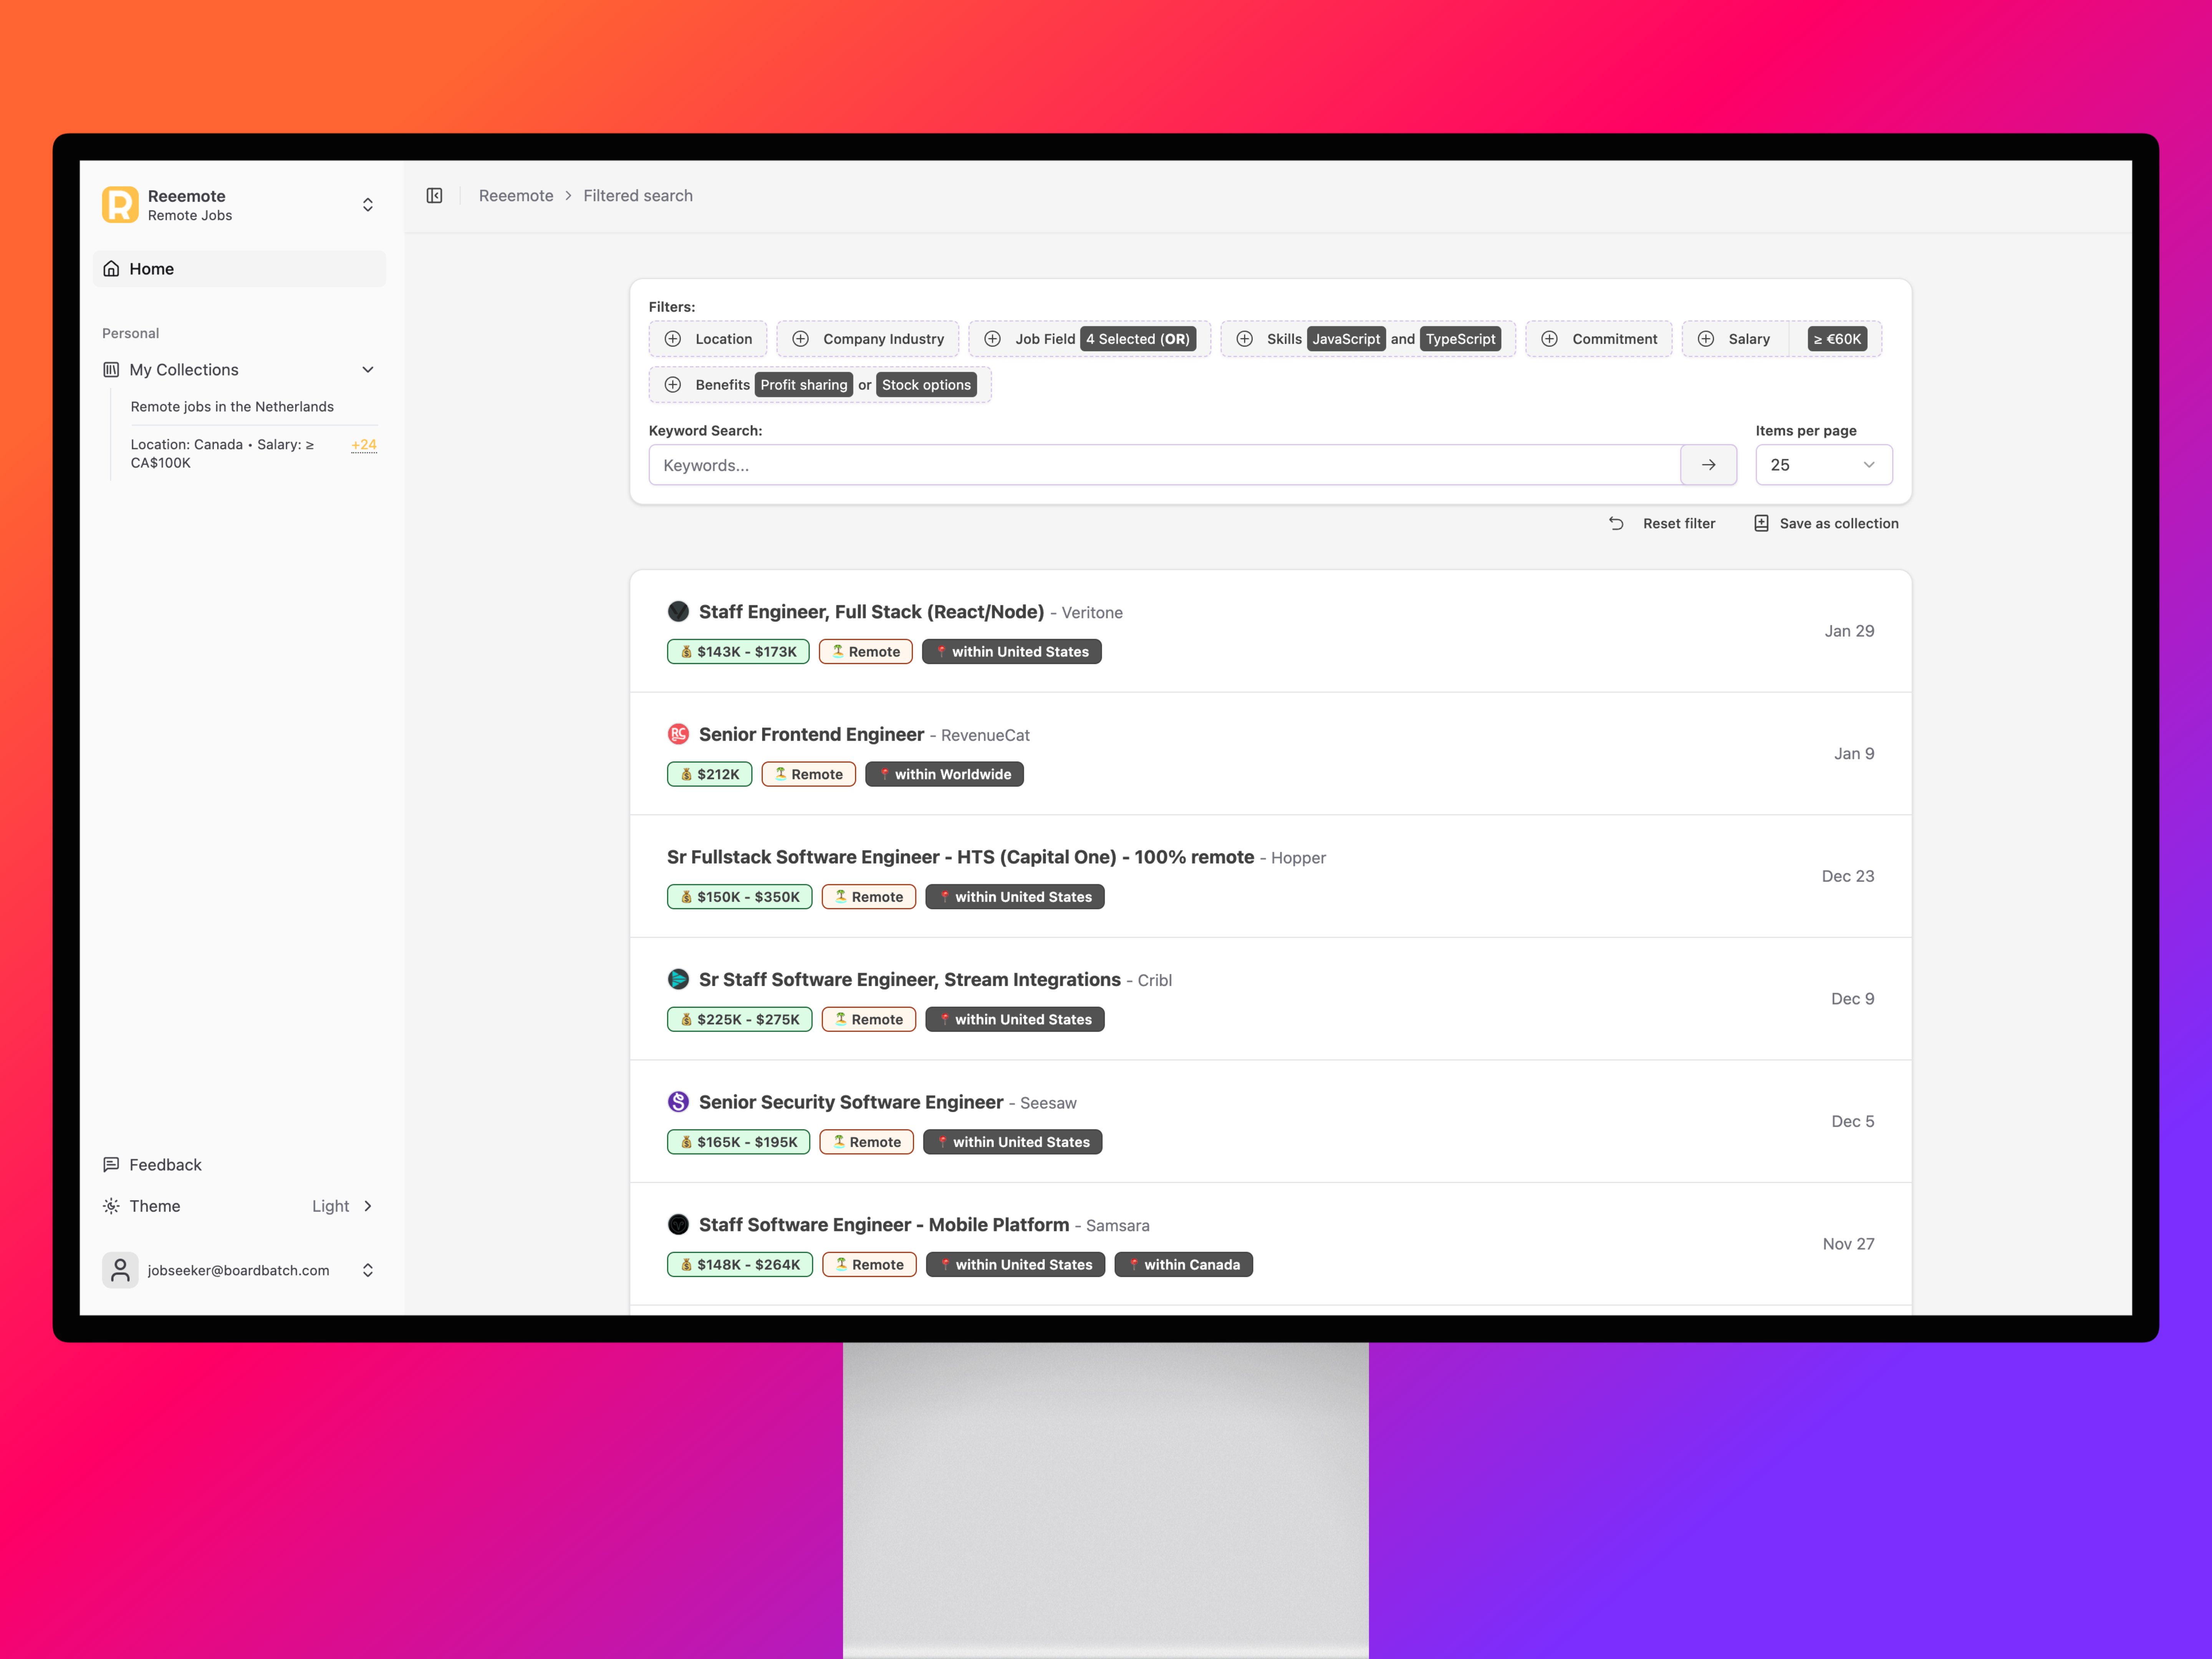 Reeemote
Remote Jobs
Home
Personal
My Collections
Remote jobs in the Netherlands
Location: Canada • Salary: ≥ CA$100K +24
Feedback
Theme Light
jobseeker@boardbatch.com
Reeemote > Filtered search
Filters:
Location Company Industry Job Field 4 Selected (OR) Skills JavaScript and TypeScript Commitment Salary ≥ €60K
Benefits Profit sharing or Stock options
Keyword Search: Items per page
Keywords... 25
Reset filter Save as collection
Staff Engineer, Full Stack (React/Node) - Veritone
$143K - $173K Remote within United States
Jan 29
RC Senior Frontend Engineer - RevenueCat
$212K Remote within Worldwide
Jan 9
Sr Fullstack Software Engineer - HTS (Capital One) - 100% remote - Hopper
$150K - $350K Remote within United States
Dec 23
Sr Staff Software Engineer, Stream Integrations - Cribl
$225K - $275K Remote within United States
Dec 9
Senior Security Software Engineer - Seesaw
$165K - $195K Remote within United States
Dec 5
Staff Software Engineer - Mobile Platform - Samsara
$148K - $264K Remote within United States within Canada
Nov 27